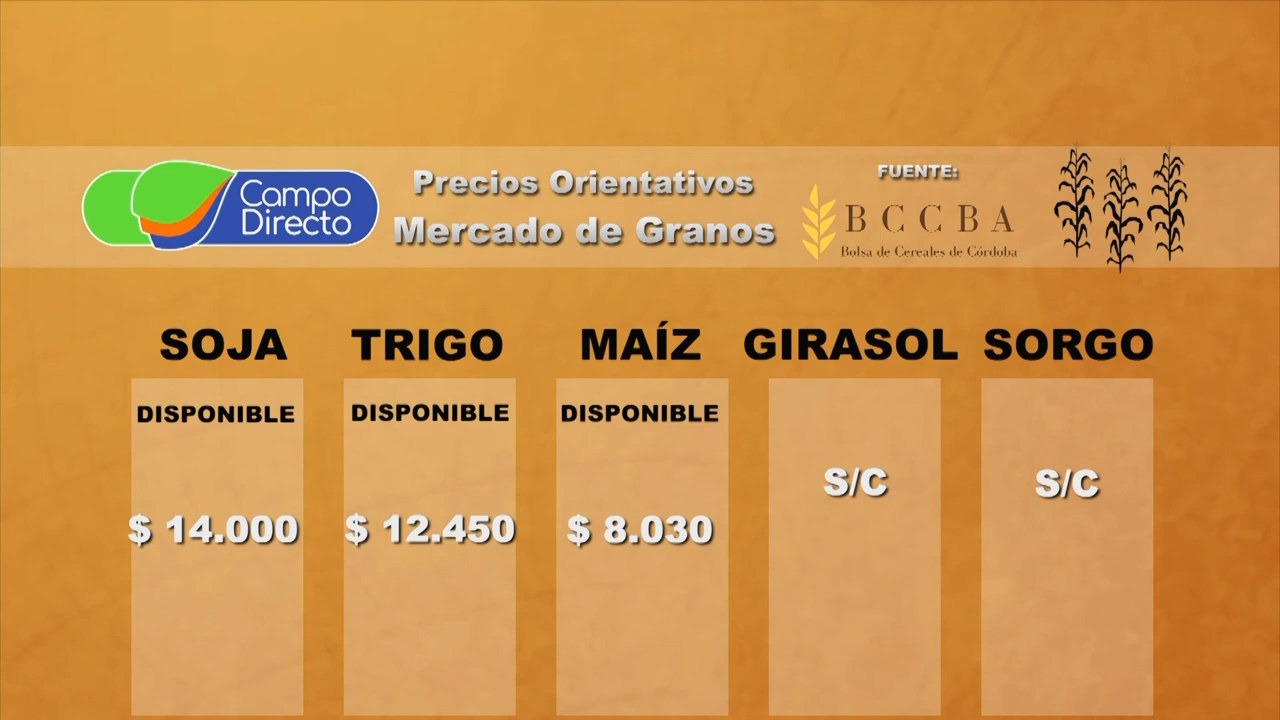 Campo
Directo
Precios Orientativos
Mercado de Granos
FUENTE:
BCCBA
Bolsa de Cereales de Córdoba
SOJA
DISPONIBLE
$ 14.000
TRIGO
DISPONIBLE
$ 12.450
MAÍZ
DISPONIBLE
$ 8.030
GIRASOL
S/C
SORGO
S/C